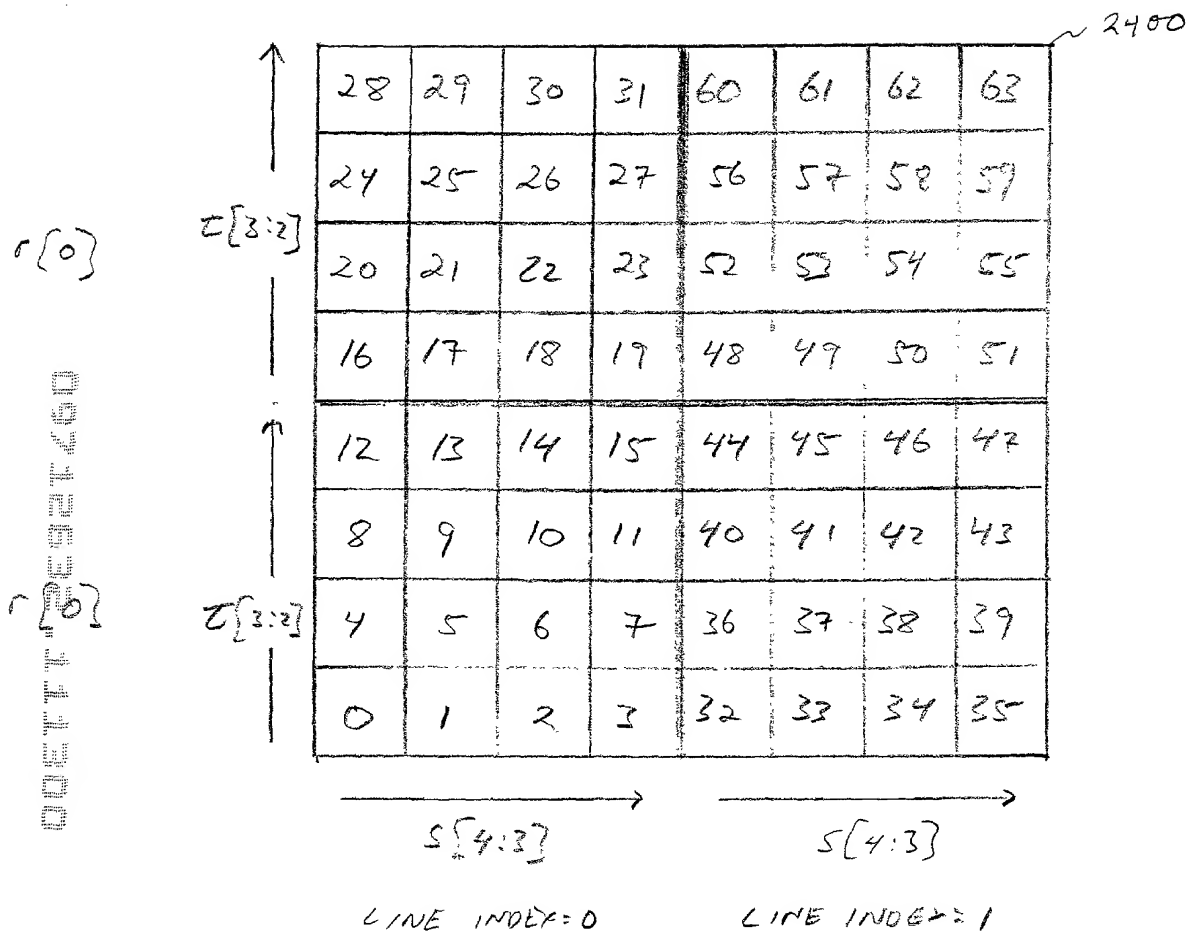 2400
28 29 30 31 60 61 62 63
24 25 26 27 56 57 58 59
t[3:2]
r[0]
20 21 22 23 52 53 54 55
16 17 18 19 48 49 50 51
12 13 14 15 44 45 46 47
8 9 10 11 40 41 42 43
r[0]
t[3:2]
4 5 6 7 36 37 38 39
0 1 2 3 32 33 34 35
s[4:3] s[4:3]
LINE INDEX=0 LINE INDEX=1